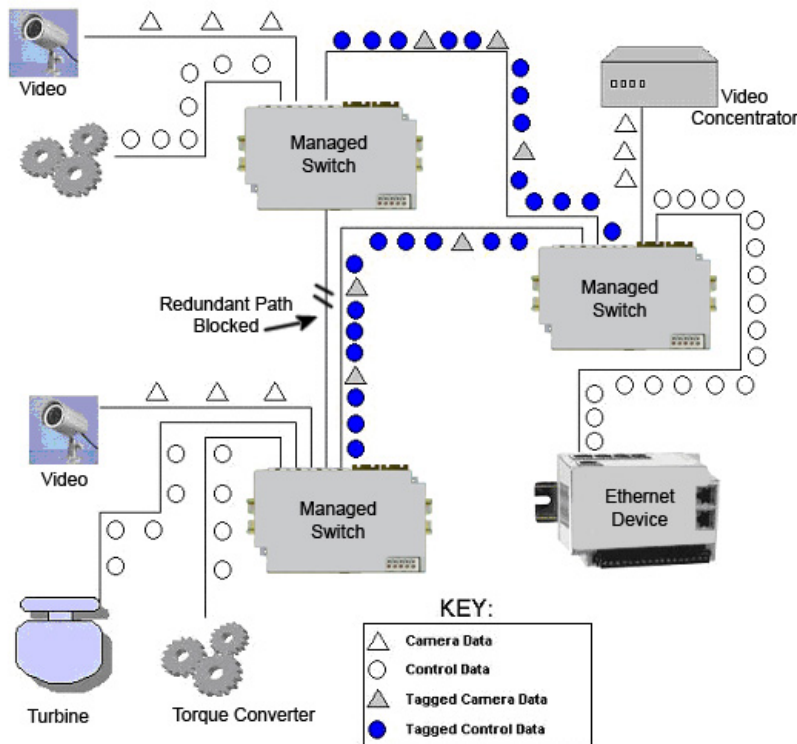 Video
Managed
Switch
Video
Concentrator
Managed
Switch
Redundant Path
Blocked
Video
Managed
Switch
Ethernet
Device
Turbine
Torque Converter
KEY:
Camera Data
Control Data
Tagged Camera Data
Tagged Control Data